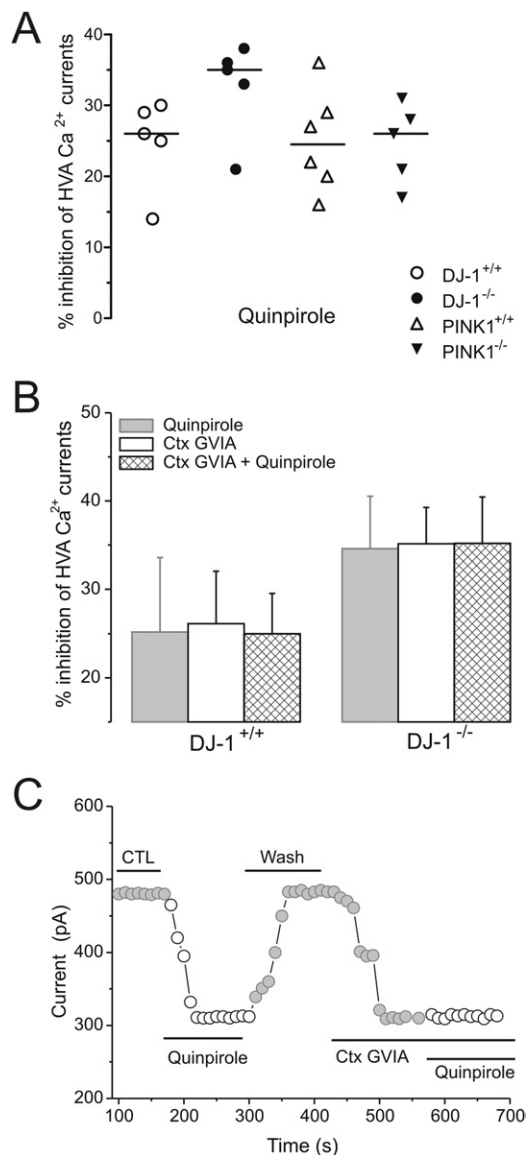 A
% inhibition of HVA Ca 2+ currents
40
30
20
10
0
Quinpirole
DJ-1+/+
DJ-1-/-
PINK1+/+
PINK1-/-
B
% inhibition of HVA Ca2+ currents
50
40
30
20
Quinpirole
Ctx GVIA
Ctx GVIA + Quinpirole
DJ-1 +/+
DJ-1 -/-
C
Current (pA)
600
500
400
300
200
CTL
Wash
Quinpirole
Ctx GVIA
Quinpirole
100 200 300 400 500 600 700
Time (s)